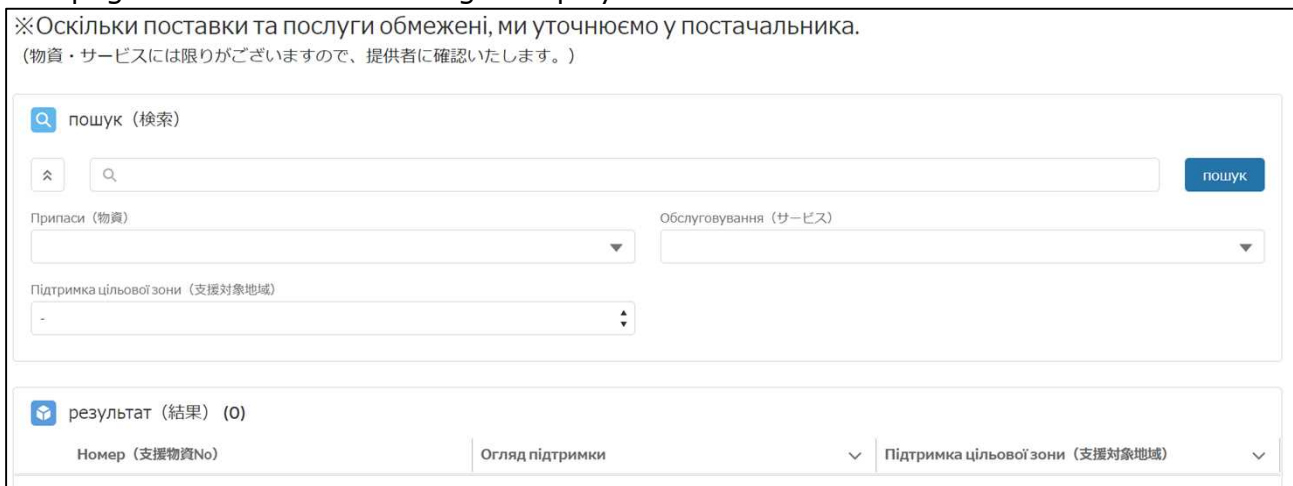 ※Оскільки поставки та послуги обмежені, ми уточнюємо у постачальника.
（物資・サービスには限りがございますので、提供者に確認いたします。）
пошук（検索）
пошук
Припаси（物資）
Обслуговування（サービス）
Підтримка цільової зони（支援対象地域）
-
результат（結果） (0)
Номер（支援物資No）
Огляд підтримки
Підтримка цільової зони（支援対象地域）